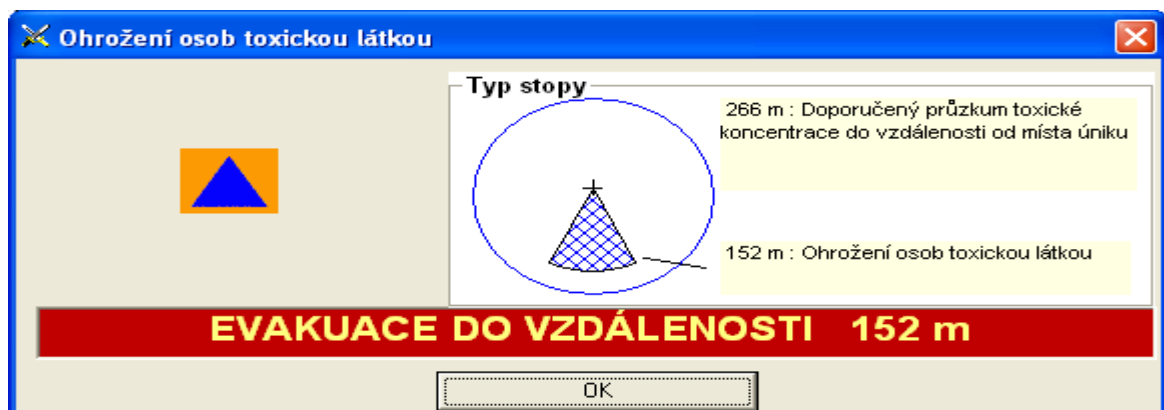 Ohrožení osob toxickou látkou
Typ stopy
266 m : Doporučený průzkum toxické
koncentrace do vzdálenosti od místa úniku
152 m : Ohrožení osob toxickou látkou
EVAKUACE DO VZDÁLENOSTI 152 m
OK